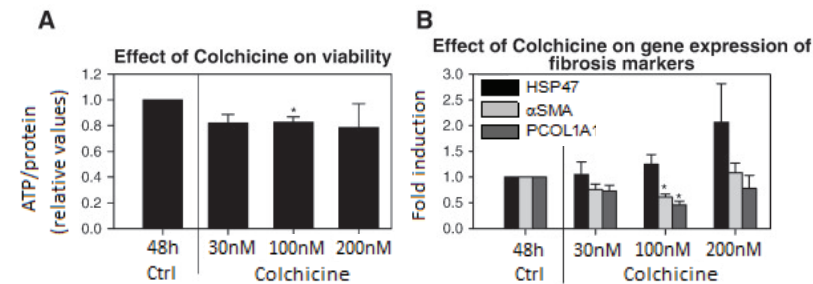 A
Effect of Colchicine on viability
ATP/protein
(relative values)
1.2
1.0
0.8
0.6
0.4
0.2
0.0
*
48h
Ctrl
30nM 100nM 200nM
Colchicine
B
Effect of Colchicine on gene expression of
fibrosis markers
Fold induction
3.0
2.5
2.0
1.5
1.0
0.5
0.0
HSP47
αSMA
PCOL1A1
*
*
48h
Ctrl
30nM 100nM 200nM
Colchicine